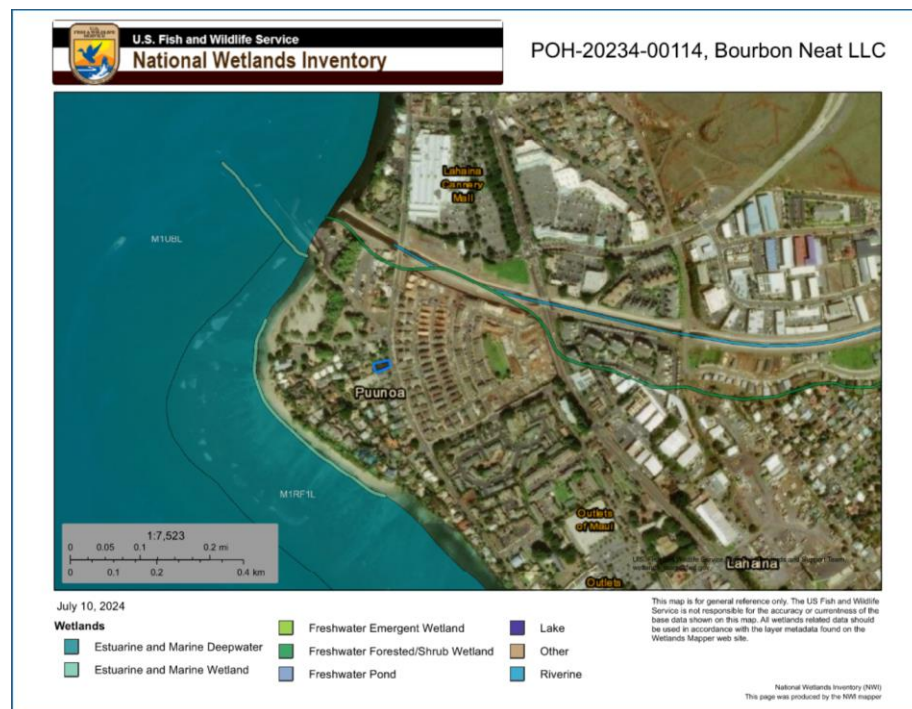 U.S. FISH AND WILDLIFE SERVICE
U.S. Fish and Wildlife Service
National Wetlands Inventory
POH-20234-00114, Bourbon Neat LLC
Lahaina
Cannery
Mall
M1UBL
Puunoa
M1RF1L
Outlets
of Maui
Lahaina
Outlets
1:7,523
0 0.05 0.1 0.2 mi
0 0.1 0.2 0.4 km
July 10, 2024
This map is for general reference only. The US Fish and Wildlife
Service is not responsible for the accuracy or currentness of the
base data shown on this map. All wetlands related data should
be used in accordance with the layer metadata found on the
Wetlands Mapper web site.
Wetlands
Estuarine and Marine Deepwater
Estuarine and Marine Wetland
Freshwater Emergent Wetland
Freshwater Forested/Shrub Wetland
Freshwater Pond
Lake
Other
Riverine
National Wetlands Inventory (NWI)
This page was produced by the NWI mapper